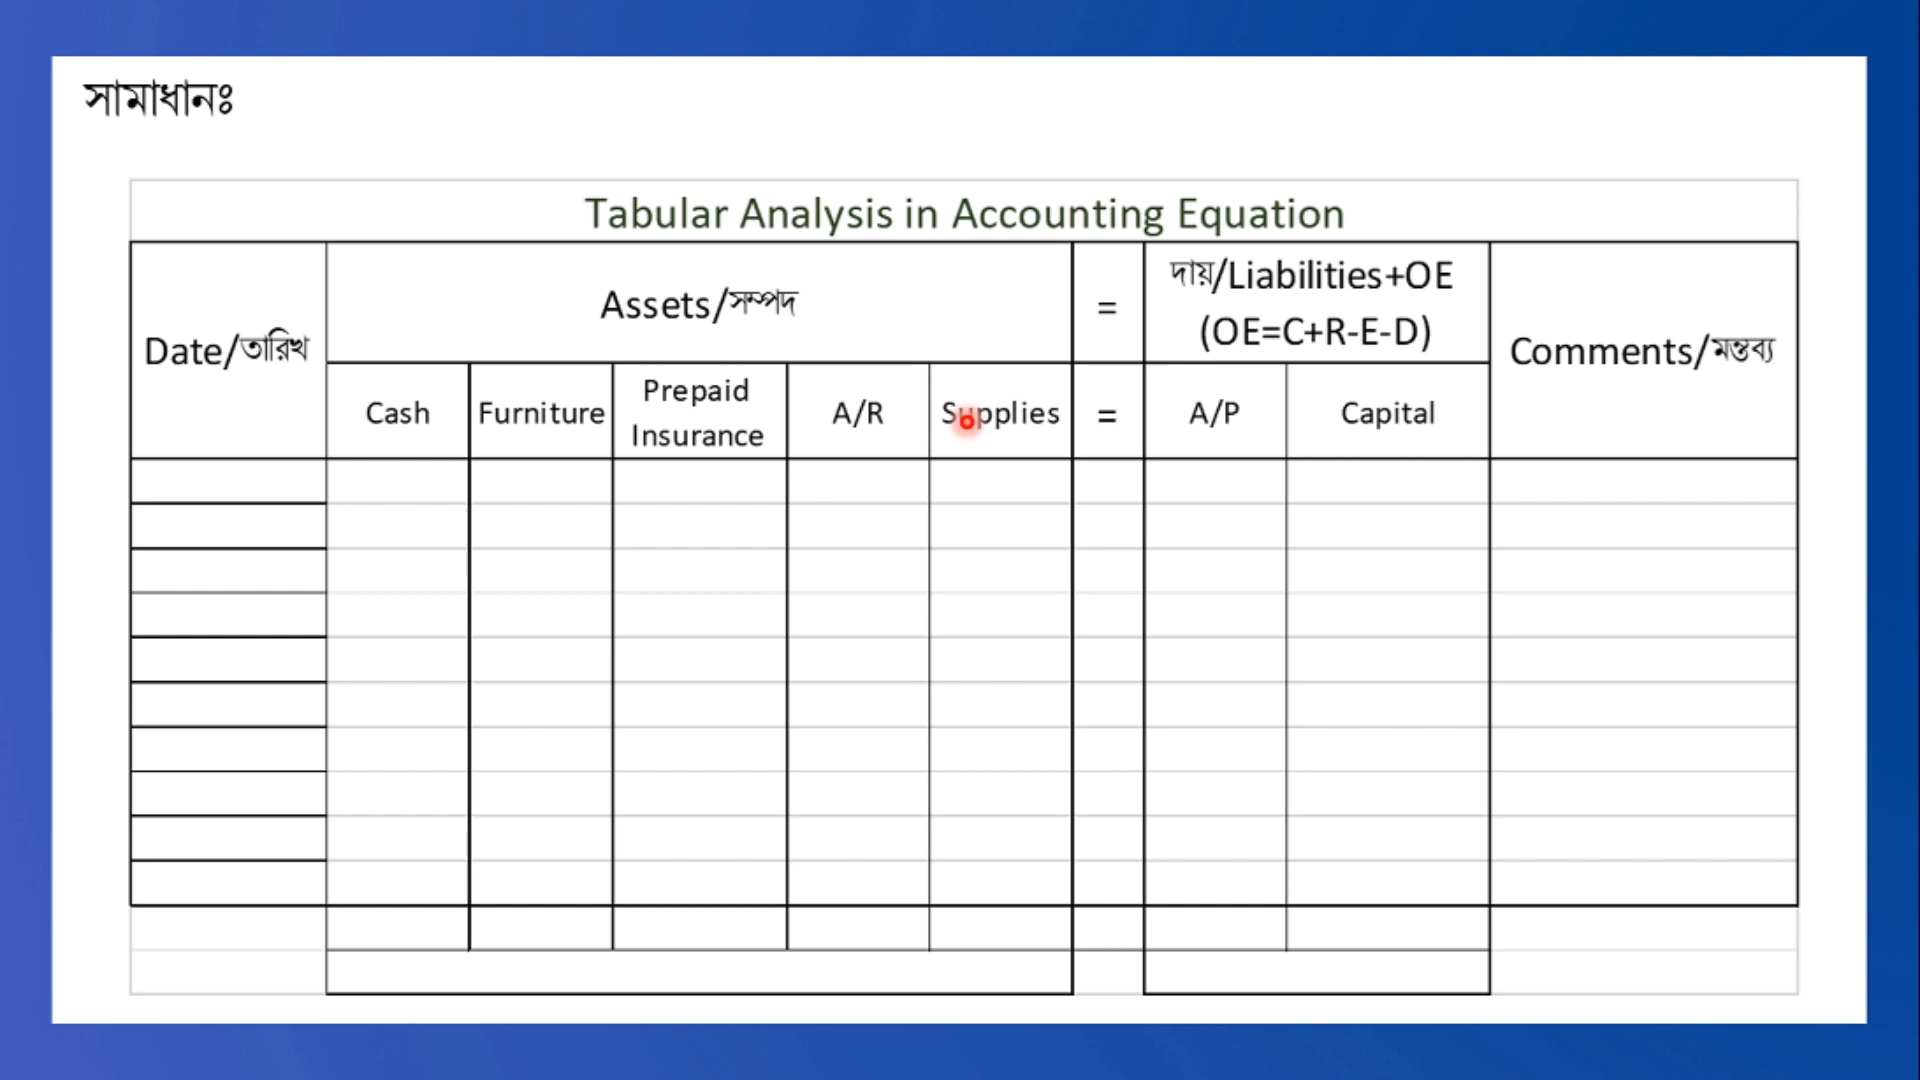 সামাধানঃ
Tabular Analysis in Accounting Equation
Date/তারিখ
Assets/সম্পদ
=
দায়/Liabilities+OE
(OE=C+R-E-D)
Comments/মন্তব্য
Cash
Furniture
Prepaid
Insurance
A/R
Supplies
=
A/P
Capital